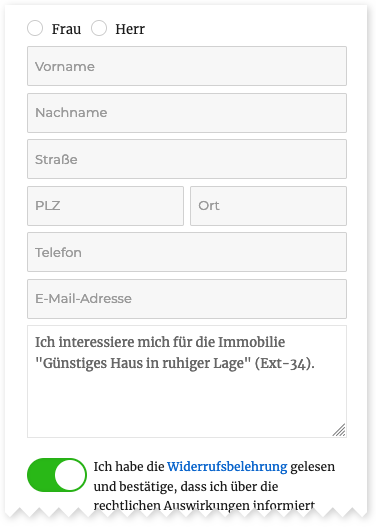 Frau Herr
Vorname
Nachname
Straße
PLZ Ort
Telefon
E-Mail-Adresse
Ich interessiere mich für die Immobilie
"Günstiges Haus in ruhiger Lage" (Ext-34).
Ich habe die Widerrufsbelehrung gelesen
und bestätige, dass ich über die
rechtlichen Auswirkungen informiert